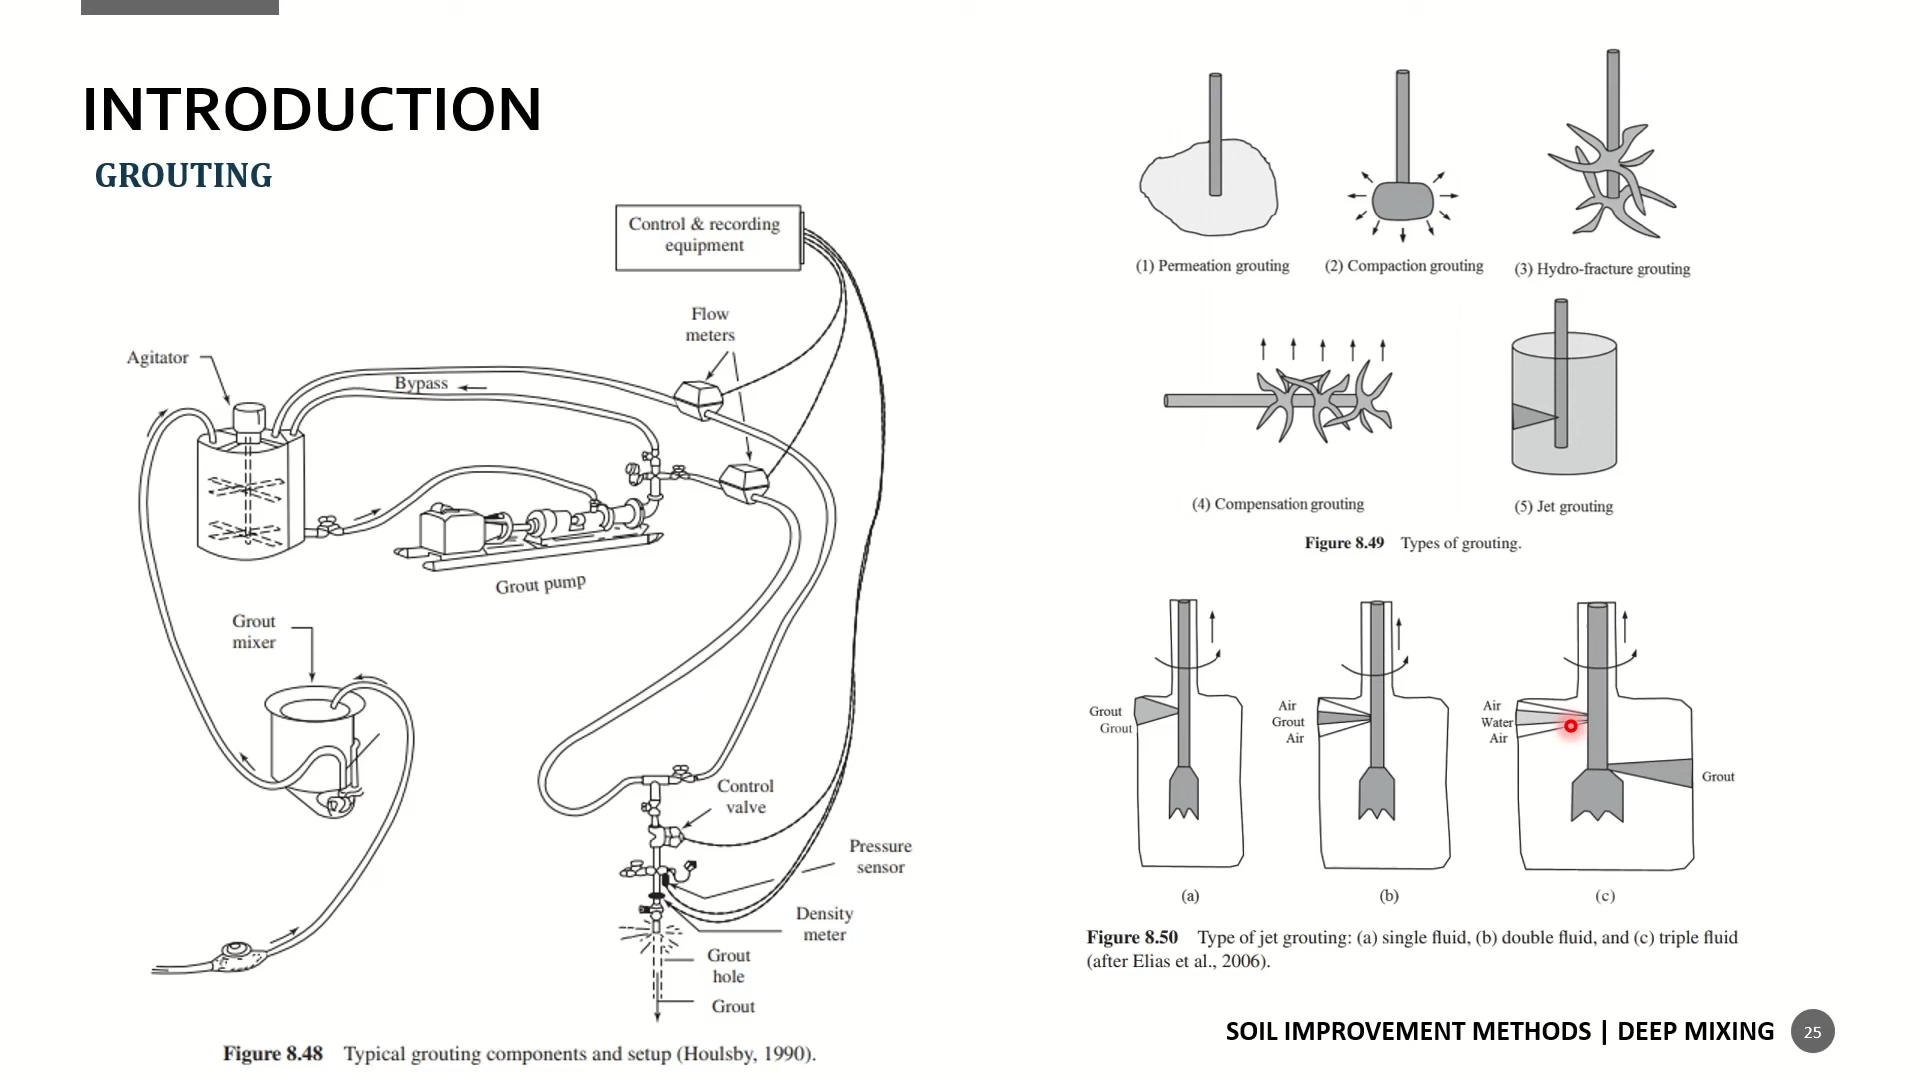 INTRODUCTION
GROUTING
Control & recording
equipment
Flow
meters
Agitator
Bypass
Grout pump
Grout
mixer
Control
valve
Pressure
sensor
Density
meter
Grout
hole
Grout
Figure 8.48 Typical grouting components and setup (Houlsby, 1990).
(1) Permeation grouting
(2) Compaction grouting
(3) Hydro-fracture grouting
(4) Compensation grouting
(5) Jet grouting
Figure 8.49 Types of grouting.
Grout
Grout
Air
Grout
Air
Air
Water
Air
Grout
(a)
(b)
(c)
Figure 8.50 Type of jet grouting: (a) single fluid, (b) double fluid, and (c) triple fluid
(after Elias et al., 2006).
SOIL IMPROVEMENT METHODS | DEEP MIXING
25